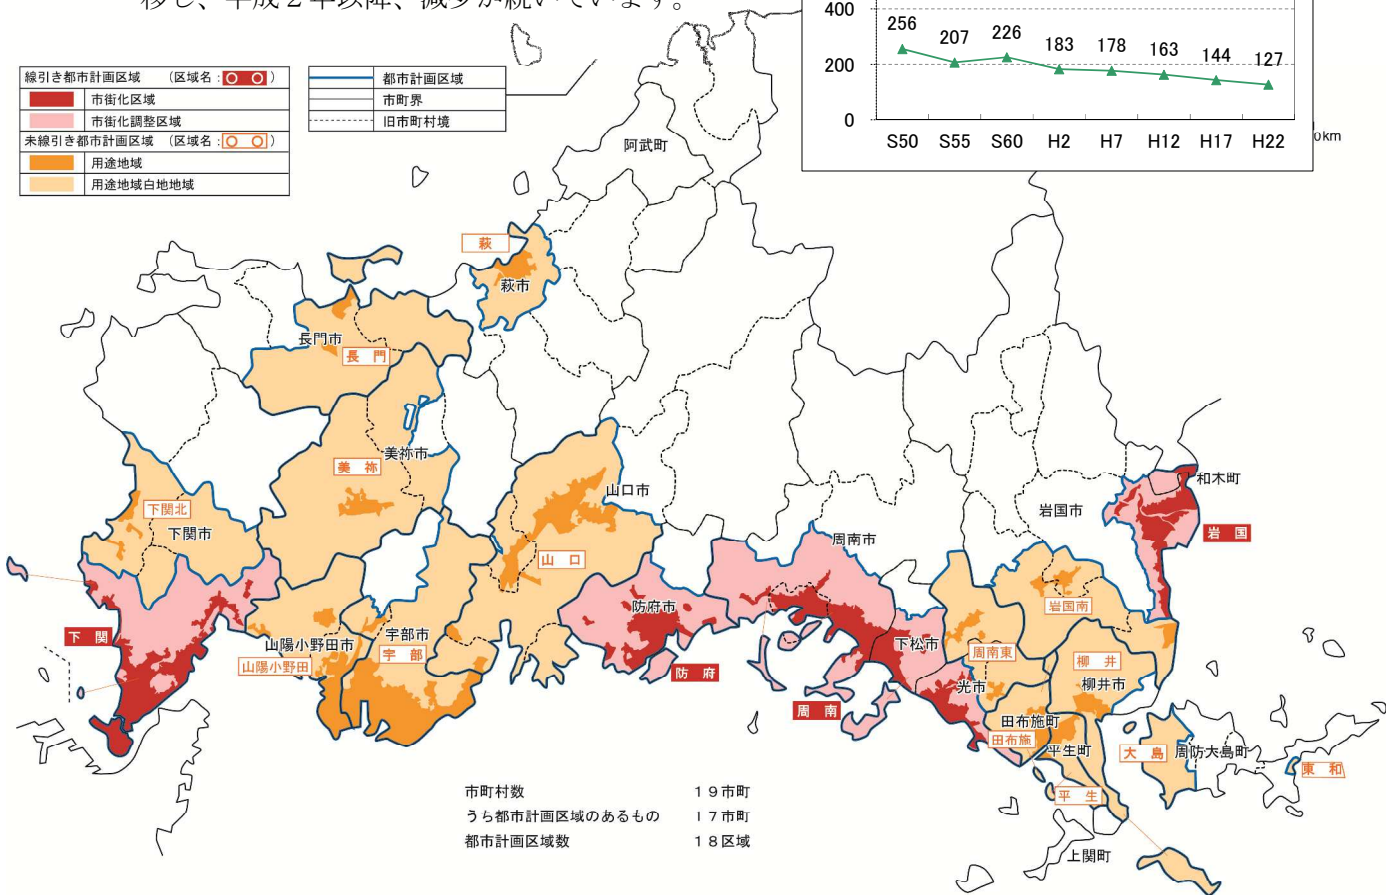 移し、平成２年以降、減少が続いています。
400
200
0
256
207
226
183
178
163
144
127
S50
S55
S60
H2
H7
H12
H17
H22
0km
線引き都市計画区域 （区域名：○○）
市街化区域
市街化調整区域
未線引き都市計画区域 （区域名：○○）
用途地域
用途地域白地地域
都市計画区域
市町界
旧市町村境
阿武町
萩
萩市
長門市
長 門
美祢市
美 祢
山口市
山 口
下関北
下関市
下 関
山陽小野田市
山陽小野田
宇部市
宇 部
防府市
防 府
周南市
周 南
下松市
光市
周南東
岩国市
和木町
岩 国
岩国南
柳 井
柳井市
田布施町
田布施
平生町
平 生
大 島
周防大島町
東 和
上関町
市町村数 １９市町
うち都市計画区域のあるもの １７市町
都市計画区域数 １８区域